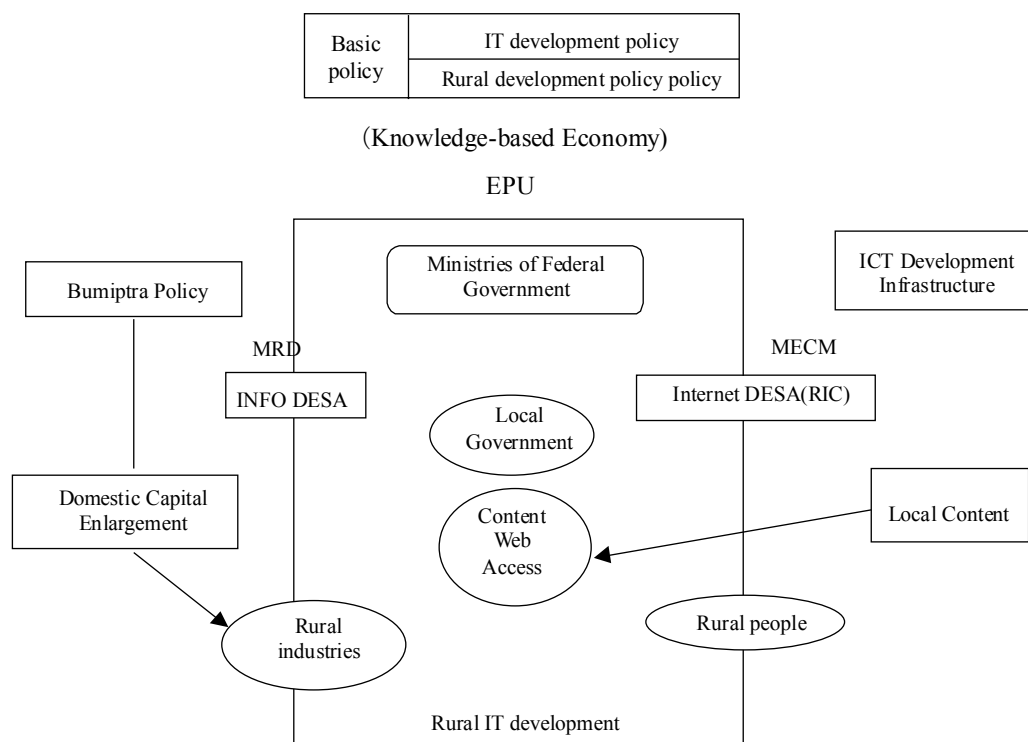 Basic
policy
IT development policy
Rural development policy policy
(Knowledge-based Economy)
EPU
Ministries of Federal
Government
ICT Development
Infrastructure
Bumiptra Policy
MRD
MECM
INFO DESA
Internet DESA(RIC)
Local
Government
Domestic Capital
Enlargement
Content
Web
Access
Local Content
Rural
industries
Rural people
Rural IT development